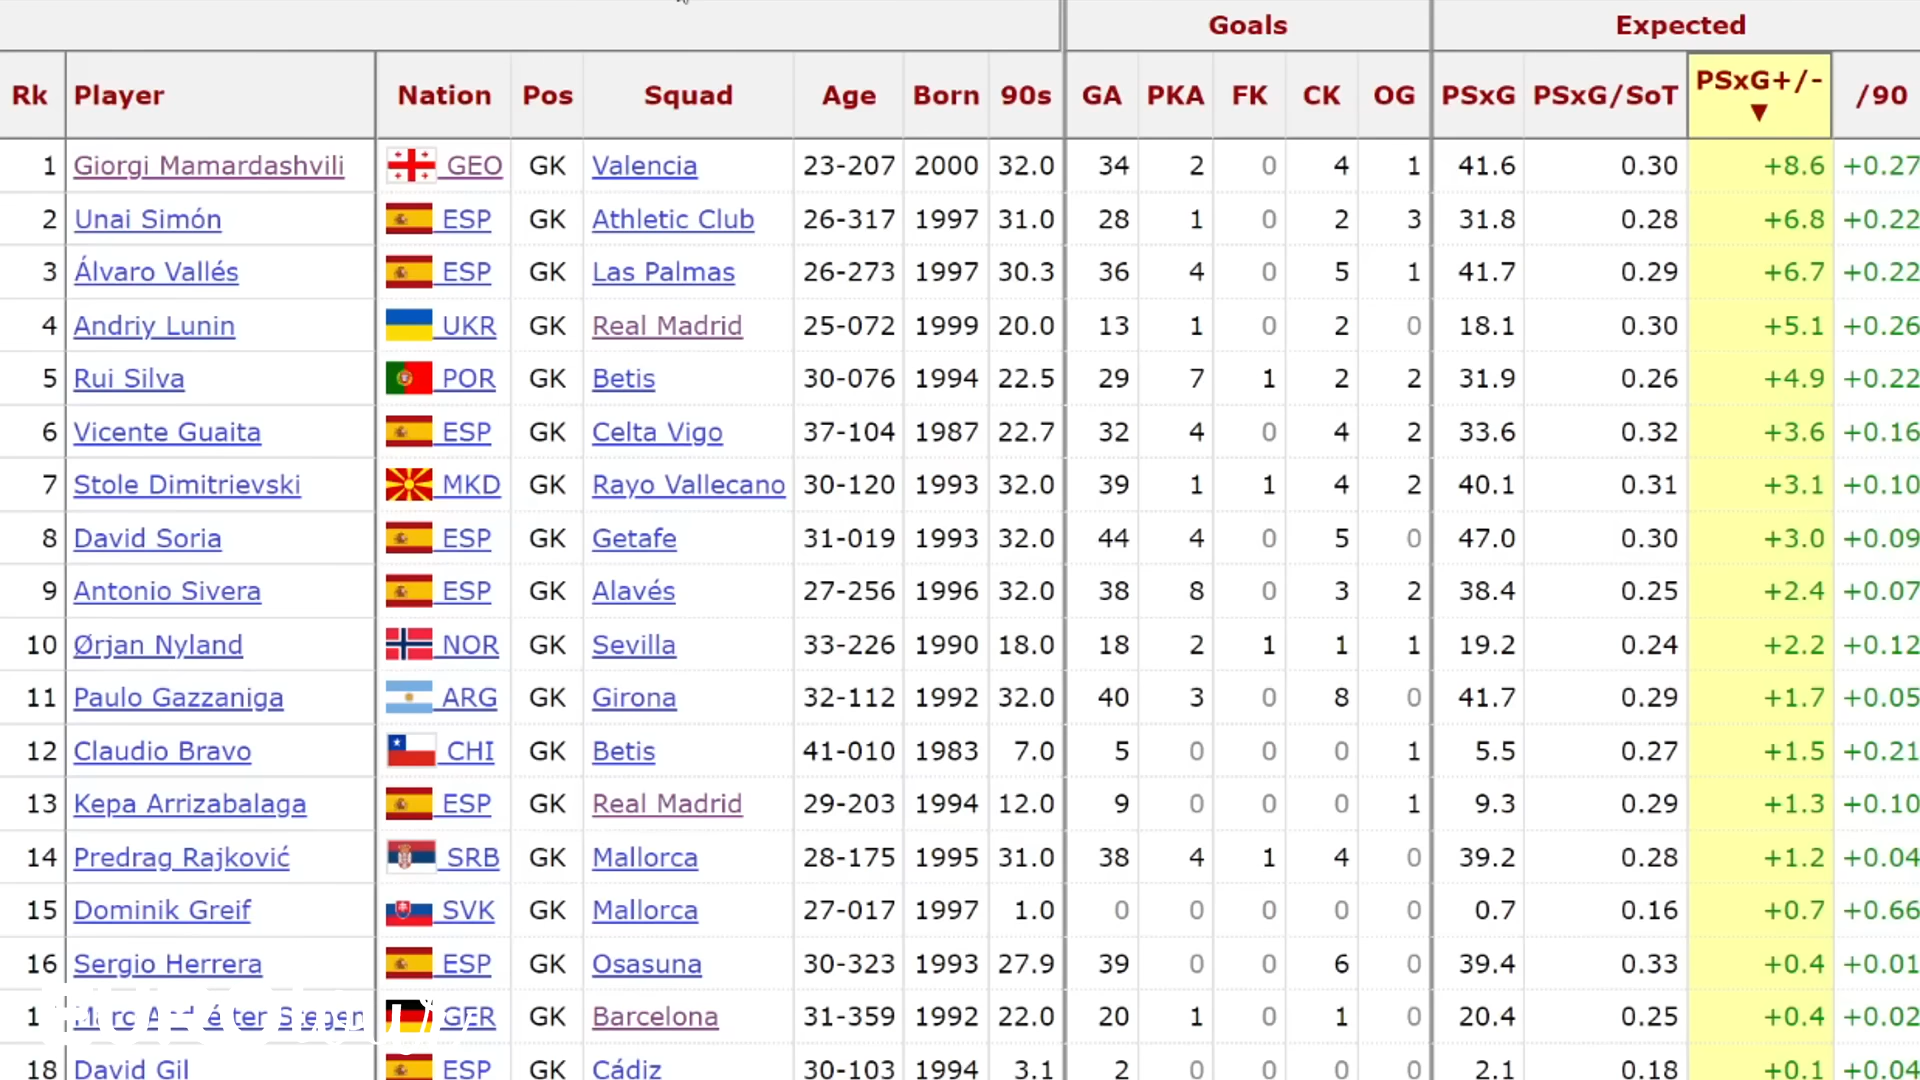 Goals Expected
Rk Player Nation Pos Squad Age Born 90s GA PKA FK CK OG PSxG PSxG/SoT PSxG+/- ▼ /90
1 Giorgi Mamardashvili GEO GK Valencia 23-207 2000 32.0 34 2 0 4 1 41.6 0.30 +8.6 +0.27
2 Unai Simón ESP GK Athletic Club 26-317 1997 31.0 28 1 0 2 3 31.8 0.28 +6.8 +0.22
3 Álvaro Vallés ESP GK Las Palmas 26-273 1997 30.3 36 4 0 5 1 41.7 0.29 +6.7 +0.22
4 Andriy Lunin UKR GK Real Madrid 25-072 1999 20.0 13 1 0 2 0 18.1 0.30 +5.1 +0.26
5 Rui Silva POR GK Betis 30-076 1994 22.5 29 7 1 2 2 31.9 0.26 +4.9 +0.22
6 Vicente Guaita ESP GK Celta Vigo 37-104 1987 22.7 32 4 0 4 2 33.6 0.32 +3.6 +0.16
7 Stole Dimitrievski MKD GK Rayo Vallecano 30-120 1993 32.0 39 1 1 4 2 40.1 0.31 +3.1 +0.10
8 David Soria ESP GK Getafe 31-019 1993 32.0 44 4 0 5 0 47.0 0.30 +3.0 +0.09
9 Antonio Sivera ESP GK Alavés 27-256 1996 32.0 38 8 0 3 2 38.4 0.25 +2.4 +0.07
10 Ørjan Nyland NOR GK Sevilla 33-226 1990 18.0 18 2 1 1 1 19.2 0.24 +2.2 +0.12
11 Paulo Gazzaniga ARG GK Girona 32-112 1992 32.0 40 3 0 8 0 41.7 0.29 +1.7 +0.05
12 Claudio Bravo CHI GK Betis 41-010 1983 7.0 5 0 0 0 1 5.5 0.27 +1.5 +0.21
13 Kepa Arrizabalaga ESP GK Real Madrid 29-203 1994 12.0 9 0 0 0 1 9.3 0.29 +1.3 +0.10
14 Predrag Rajković SRB GK Mallorca 28-175 1995 31.0 38 4 1 4 0 39.2 0.28 +1.2 +0.04
15 Dominik Greif SVK GK Mallorca 27-017 1997 1.0 0 0 0 0 0 0.7 0.16 +0.7 +0.66
16 Sergio Herrera ESP GK Osasuna 30-323 1993 27.9 39 0 0 6 0 39.4 0.33 +0.4 +0.01
GER GK Barcelona 31-359 1992 22.0 20 1 0 1 0 20.4 0.25 +0.4 +0.02
18 David Gil ESP GK Cádiz 30-103 1994 3.1 2 0 0 0 0 2.1 0.18 +0.1 +0.04